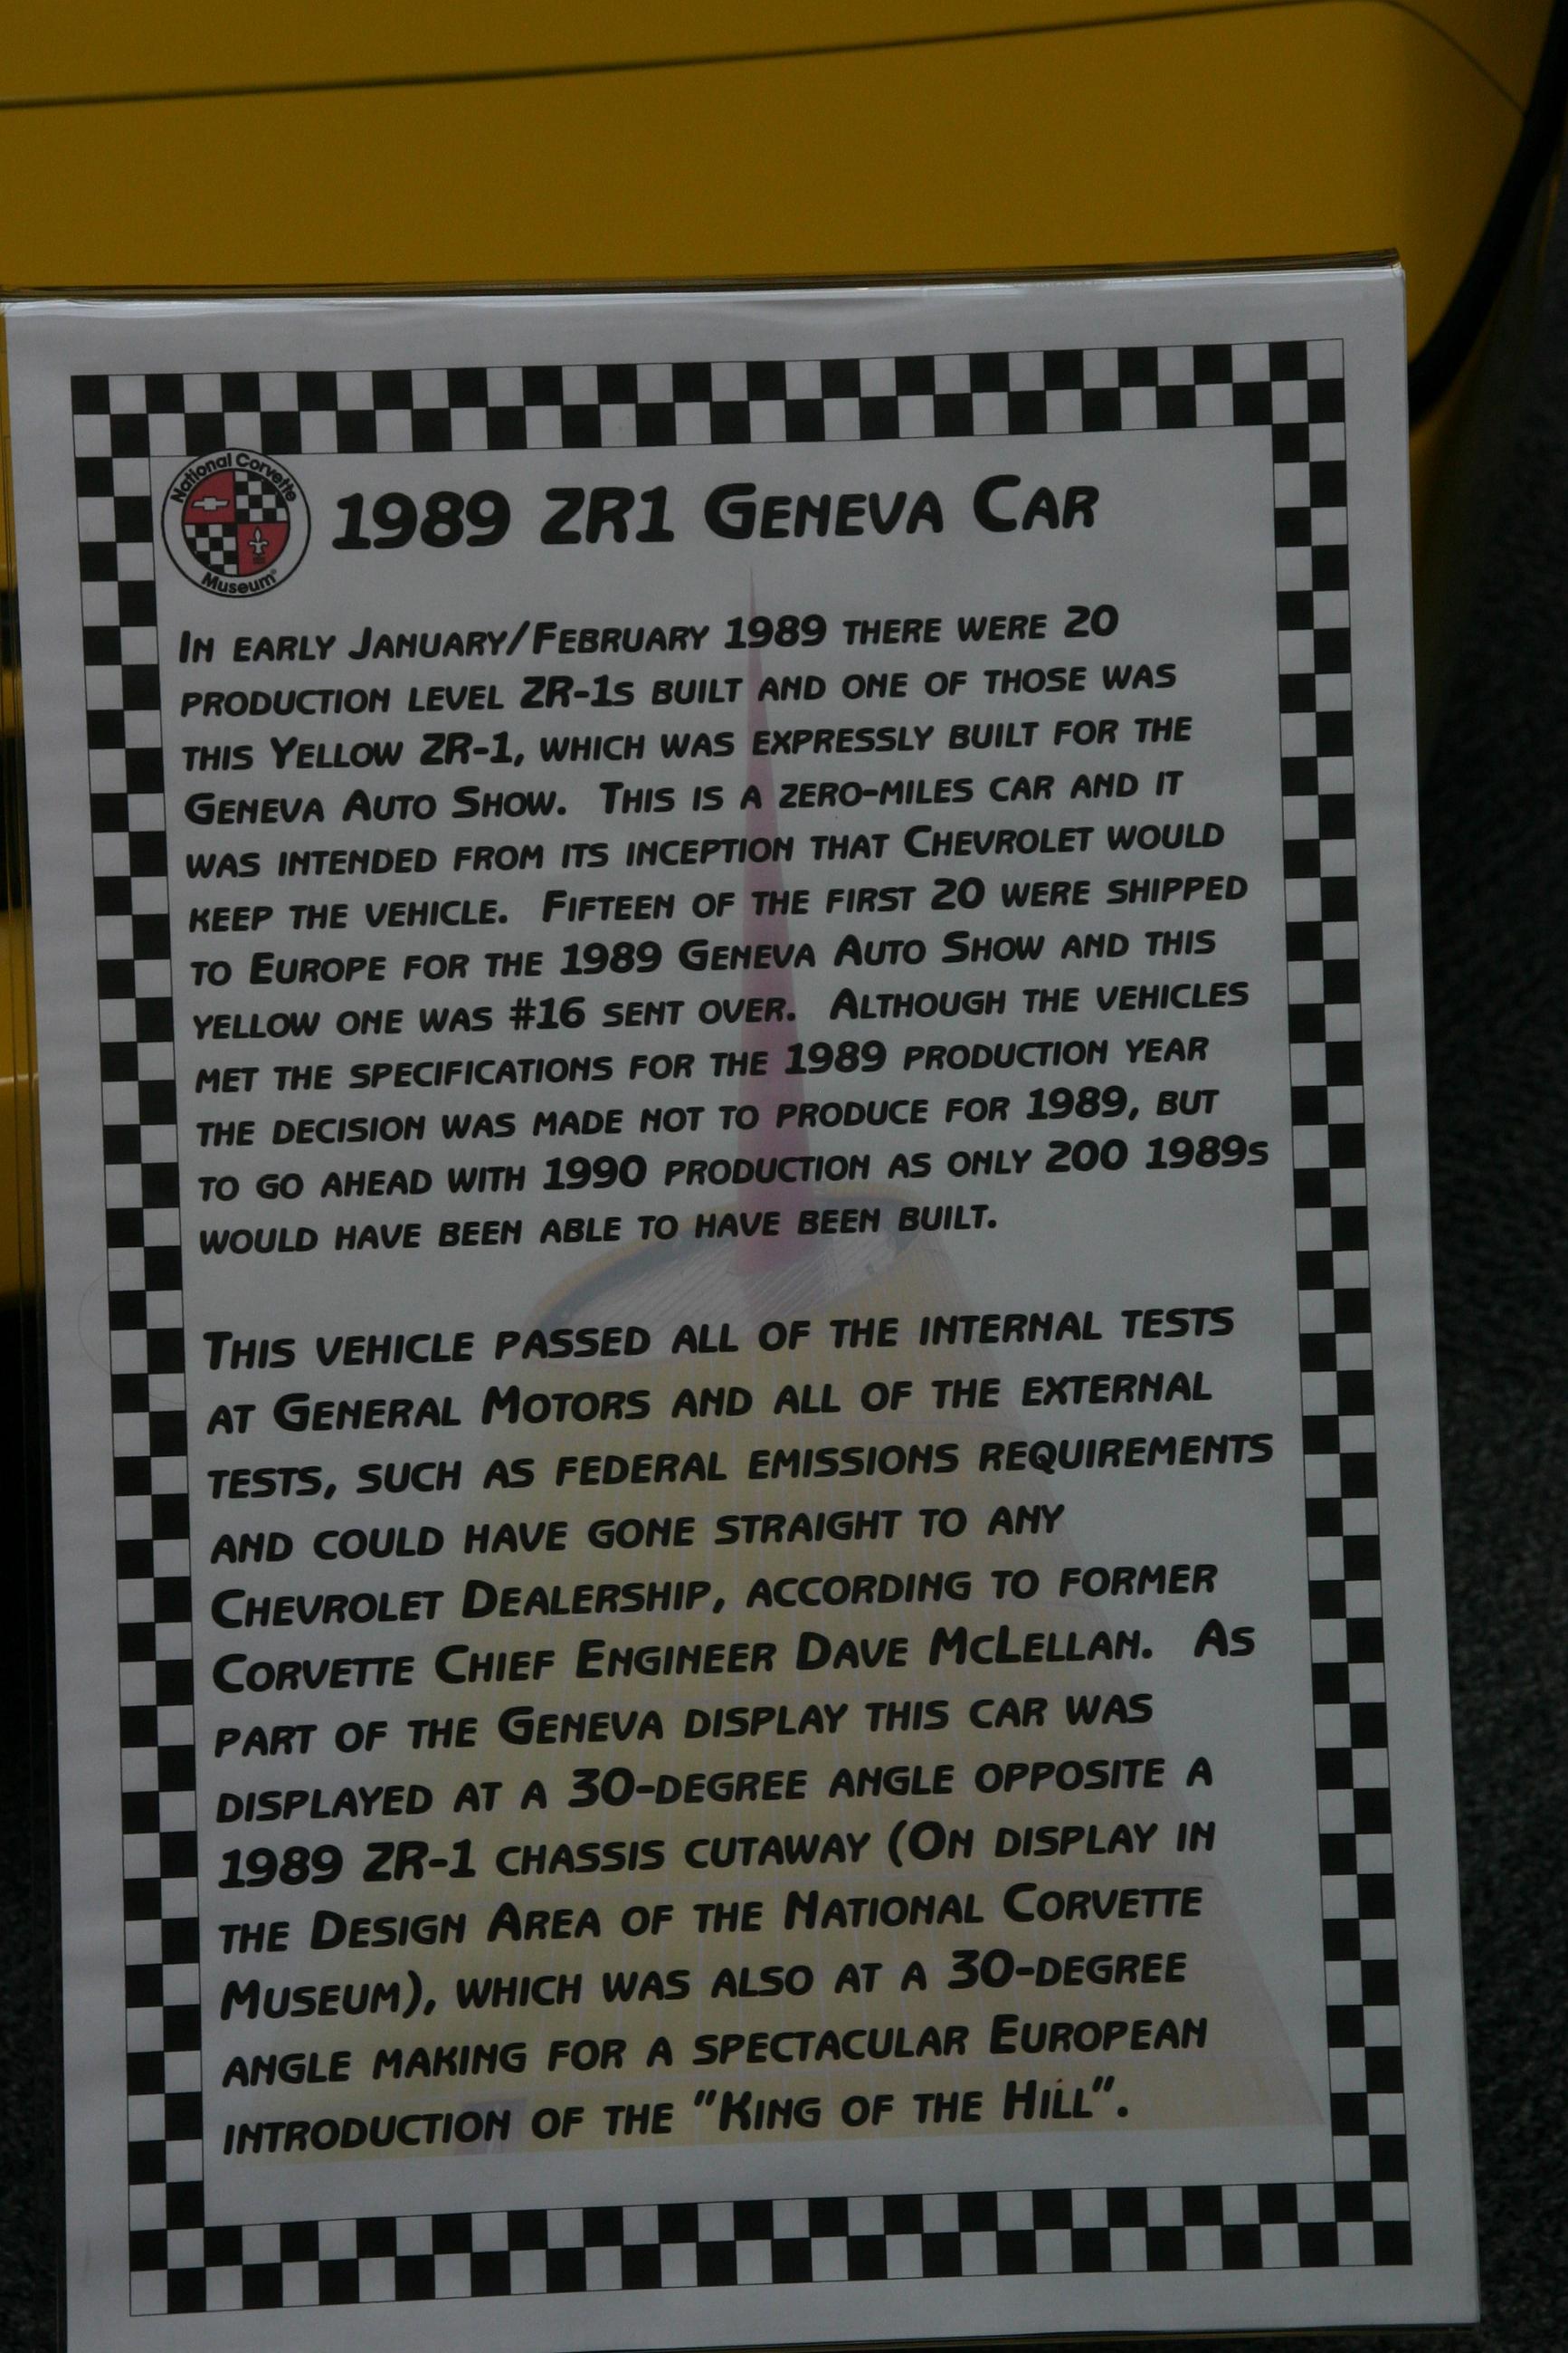 National Corvette
Museum
1989 ZR1 Geneva Car
In early January/February 1989 there were 20
production level ZR-1s built and one of those was
this Yellow ZR-1, which was expressly built for the
Geneva Auto Show. This is a zero-miles car and it
was intended from its inception that Chevrolet would
keep the vehicle. Fifteen of the first 20 were shipped
to Europe for the 1989 Geneva Auto Show and this
yellow one was #16 sent over. Although the vehicles
met the specifications for the 1989 production year
the decision was made not to produce for 1989, but
to go ahead with 1990 production as only 200 1989s
would have been able to have been built.
This vehicle passed all of the internal tests
at General Motors and all of the external
tests, such as federal emissions requirements
and could have gone straight to any
Chevrolet Dealership, according to former
Corvette Chief Engineer Dave McLellan. As
part of the Geneva display this car was
displayed at a 30-degree angle opposite a
1989 ZR-1 chassis cutaway (On display in
the Design Area of the National Corvette
Museum), which was also at a 30-degree
angle making for a spectacular European
introduction of the "King of the Hill".